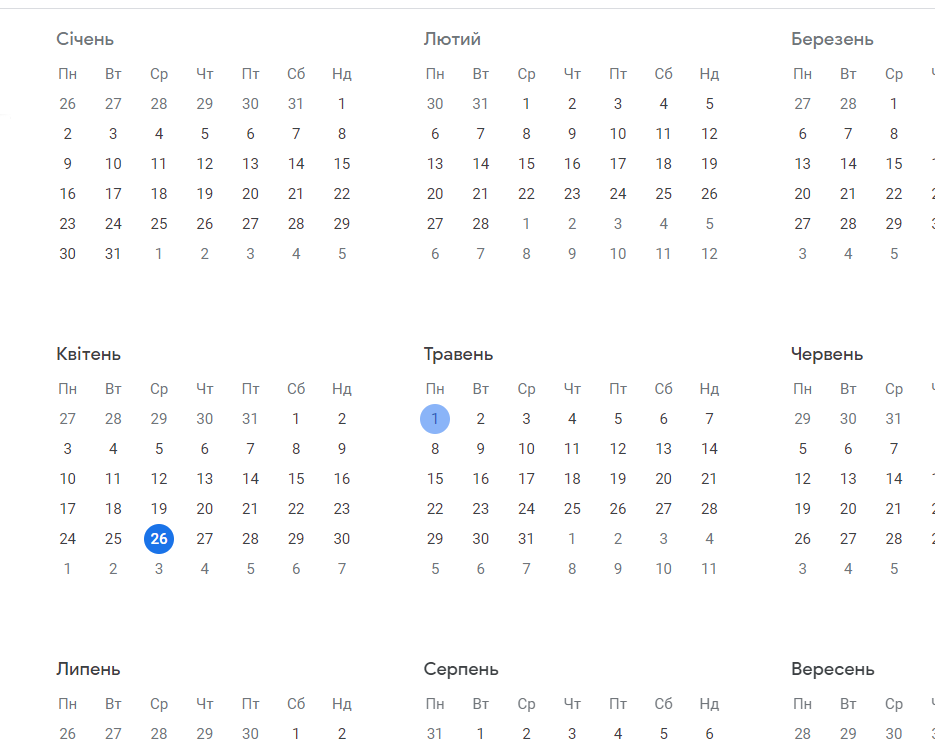 Січень Лютий Березень
Пн Вт Ср Чт Пт Сб Нд Пн Вт Ср Чт Пт Сб Нд Пн Вт Ср
26 27 28 29 30 31 1 30 31 1 2 3 4 5 27 28 1
2 3 4 5 6 7 8 6 7 8 9 10 11 12 6 7 8
9 10 11 12 13 14 15 13 14 15 16 17 18 19 13 14 15
16 17 18 19 20 21 22 20 21 22 23 24 25 26 20 21 22
23 24 25 26 27 28 29 27 28 1 2 3 4 5 27 28 29
30 31 1 2 3 4 5 6 7 8 9 10 11 12 3 4 5
Квітень Травень Червень
Пн Вт Ср Чт Пт Сб Нд Пн Вт Ср Чт Пт Сб Нд Пн Вт Ср
27 28 29 30 31 1 2 1 2 3 4 5 6 7 29 30 31
3 4 5 6 7 8 9 8 9 10 11 12 13 14 5 6 7
10 11 12 13 14 15 16 15 16 17 18 19 20 21 12 13 14
17 18 19 20 21 22 23 22 23 24 25 26 27 28 19 20 21
24 25 26 27 28 29 30 29 30 31 1 2 3 4 26 27 28
1 2 3 4 5 6 7 5 6 7 8 9 10 11 3 4 5
Липень Серпень Вересень
Пн Вт Ср Чт Пт Сб Нд Пн Вт Ср Чт Пт Сб Нд Пн Вт Ср
26 27 28 29 30 1 2 31 1 2 3 4 5 6 28 29 30